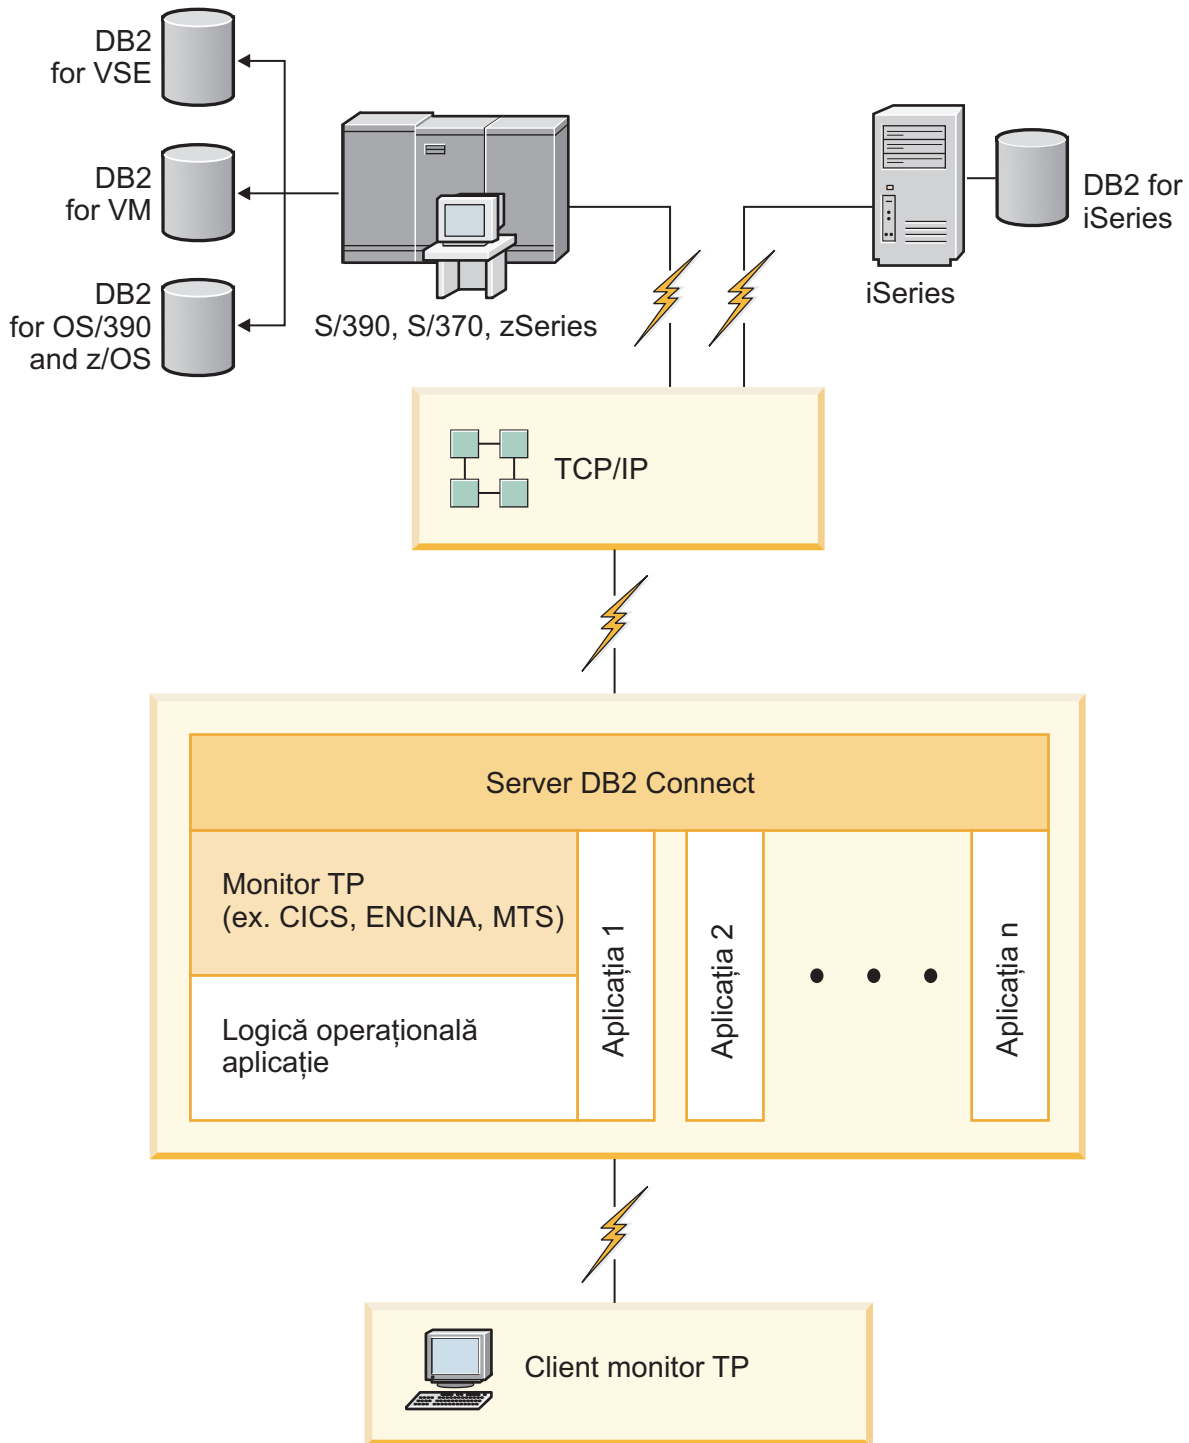 DB2
for VSE
DB2
for VM
DB2
for OS/390
and z/OS
S/390, S/370, zSeries
iSeries
DB2 for
iSeries
TCP/IP
Server DB2 Connect
Monitor TP
(ex. CICS, ENCINA, MTS)
Logică operațională
aplicație
Aplicația 1
Aplicația 2
Aplicația n
Client monitor TP